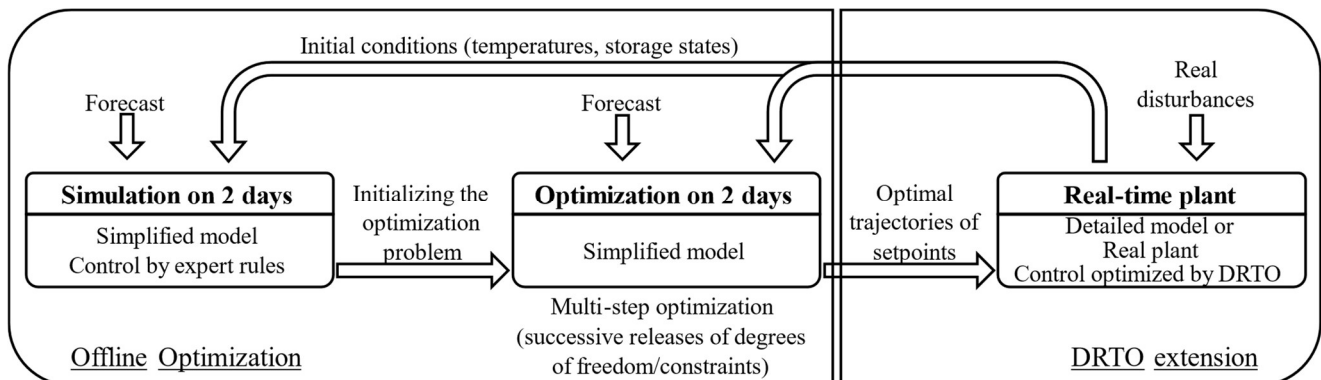 Initial conditions (temperatures, storage states)
Forecast
Forecast
Real
disturbances
Simulation on 2 days
Simplified model
Control by expert rules
Initializing the
optimization
problem
Optimization on 2 days
Simplified model
Multi-step optimization
(successive releases of degrees
of freedom/constraints)
Optimal
trajectories of
setpoints
Real-time plant
Detailed model or
Real plant
Control optimized by DRTO
Offline Optimization
DRTO extension